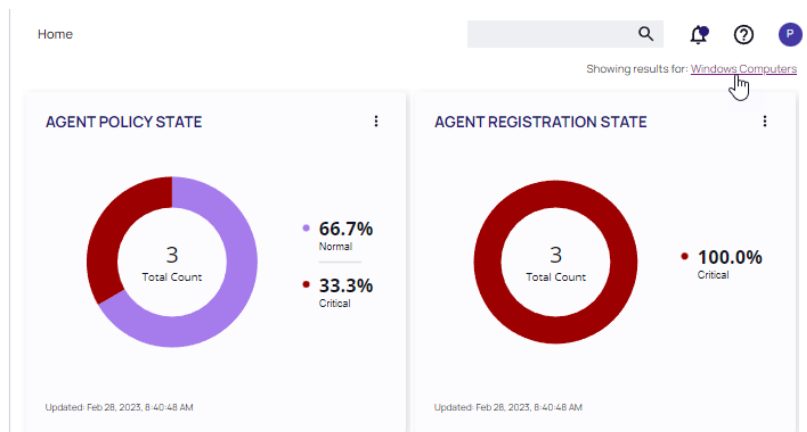 Home
P
Showing results for: Windows Computers
AGENT POLICY STATE
3
Total Count
66.7%
Normal
33.3%
Critical
Updated: Feb 28, 2023, 8:40:48 AM
AGENT REGISTRATION STATE
3
Total Count
100.0%
Critical
Updated: Feb 28, 2023, 8:40:48 AM